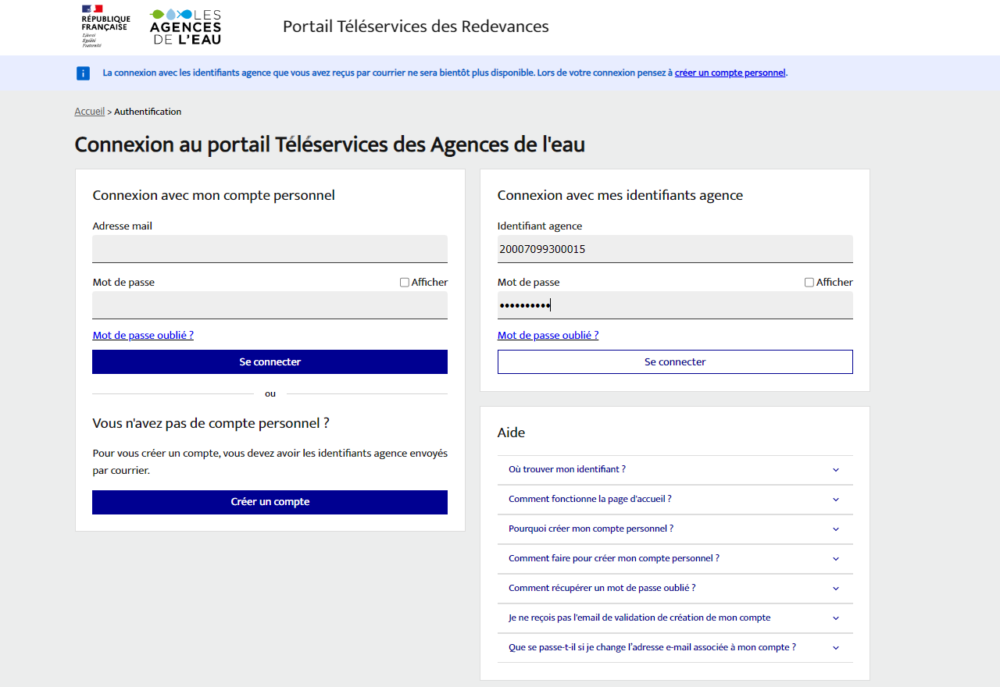 RÉPUBLIQUE
FRANÇAISE
Liberté
Égalité
Fraternité
LES
AGENCES
DE L'EAU
Portail Téléservices des Redevances
La connexion avec les identifiants agence que vous avez reçus par courrier ne sera bientôt plus disponible. Lors de votre connexion pensez à créer un compte personnel.
Accueil > Authentification
Connexion au portail Téléservices des Agences de l'eau
Connexion avec mon compte personnel
Adresse mail
Mot de passe
Afficher
Mot de passe oublié ?
Se connecter
ou
Vous n'avez pas de compte personnel ?
Pour vous créer un compte, vous devez avoir les identifiants agence envoyés
par courrier.
Créer un compte
Connexion avec mes identifiants agence
Identifiant agence
20007099300015
Mot de passe
Afficher
••••••••••
Mot de passe oublié ?
Se connecter
Aide
Où trouver mon identifiant ?
Comment fonctionne la page d'accueil ?
Pourquoi créer mon compte personnel ?
Comment faire pour créer mon compte personnel ?
Comment récupérer un mot de passe oublié ?
Je ne reçois pas l'email de validation de création de mon compte
Que se passe-t-il si je change l’adresse e-mail associée à mon compte ?